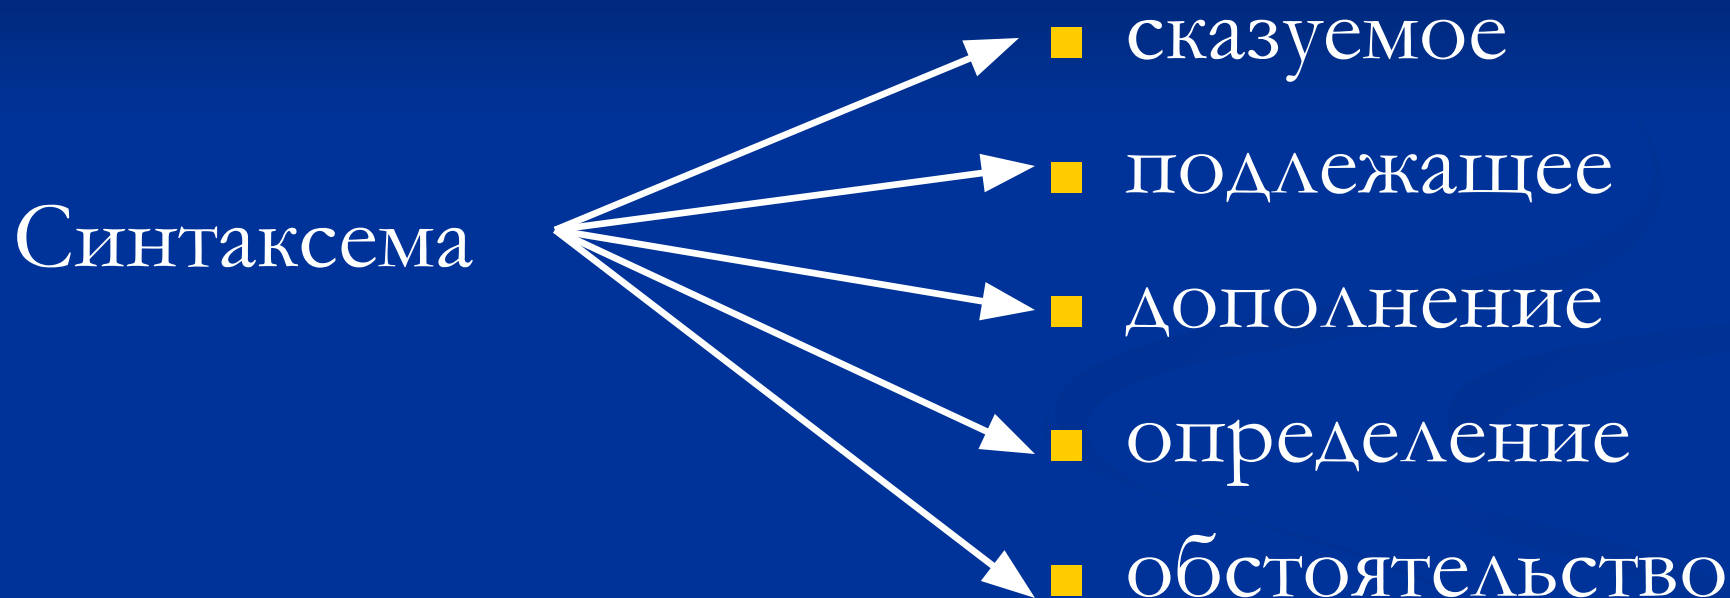 сказуемое
подлежащее
Синтаксема
дополнение
определение
обстоятельство